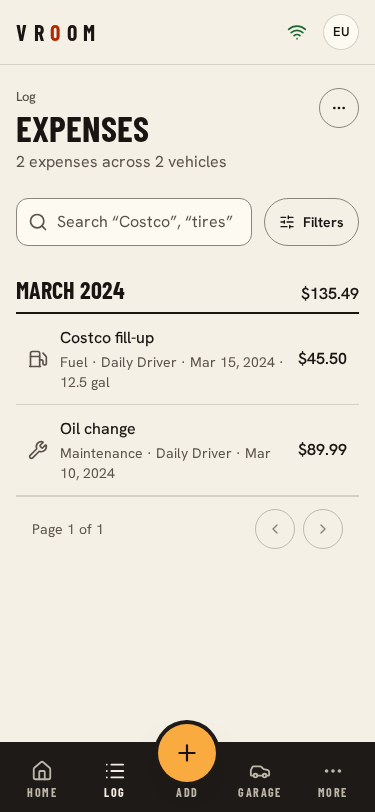 VROOM
EU
Log
EXPENSES
2 expenses across 2 vehicles
Search “Costco”, “tires”
Filters
MARCH 2024
$135.49
Costco fill-up
Fuel · Daily Driver · Mar 15, 2024 ·
12.5 gal
$45.50
Oil change
Maintenance · Daily Driver · Mar
10, 2024
$89.99
Page 1 of 1
HOME
LOG
ADD
GARAGE
MORE